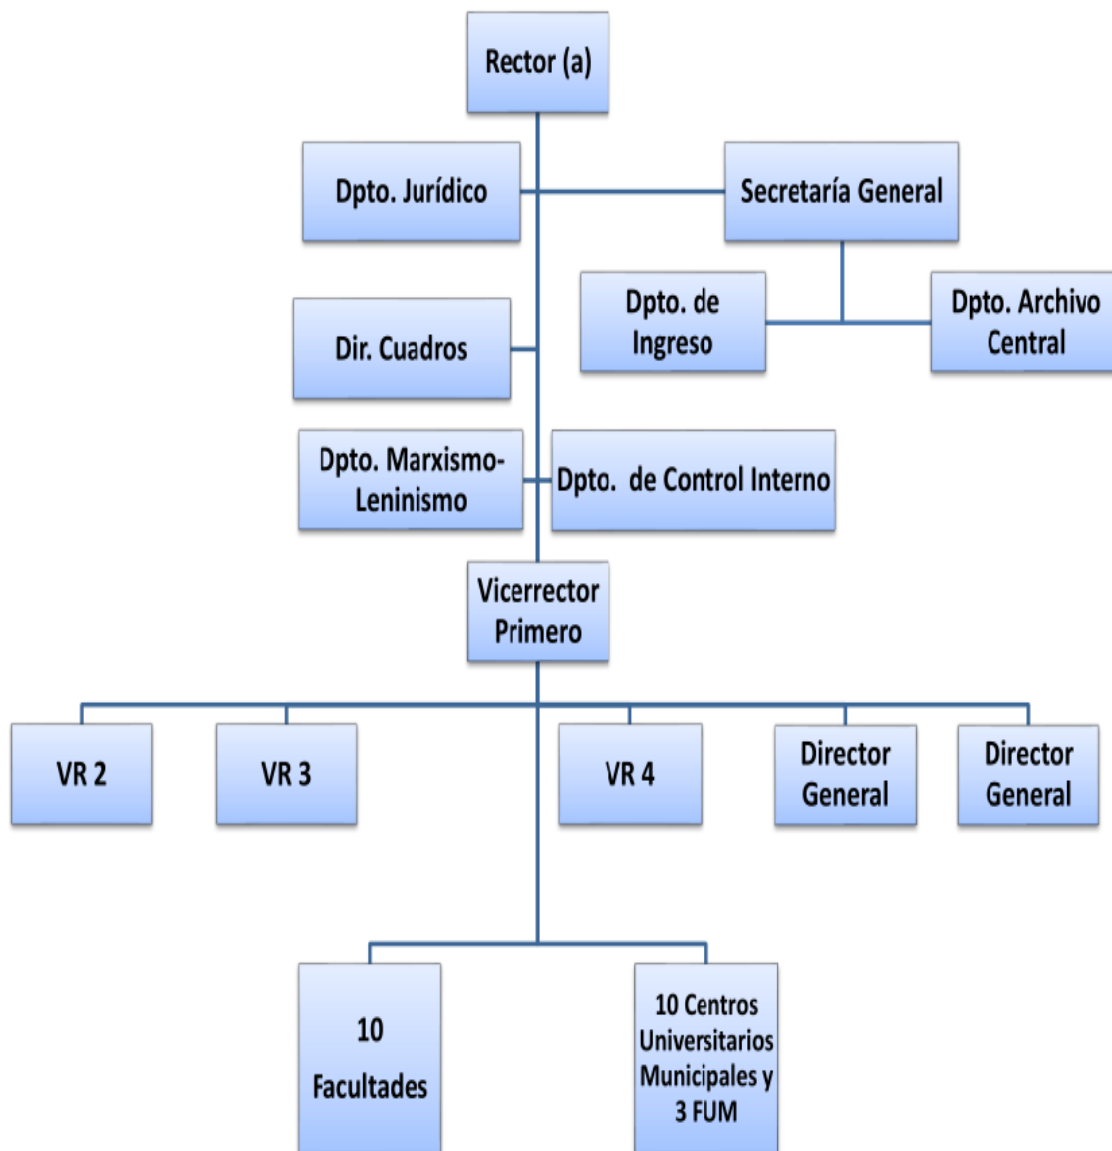 Rector (a)
Dpto. Jurídico
Secretaría General
Dpto. de
Ingreso
Dpto. Archivo
Central
Dir. Cuadros
Dpto. Marxismo-
Leninismo
Dpto.  de Control Interno
Vicerrector
Primero
VR 2
VR 3
VR 4
Director
General
Director
General
10
Facultades
10 Centros
Universitarios
Municipales y
3 FUM